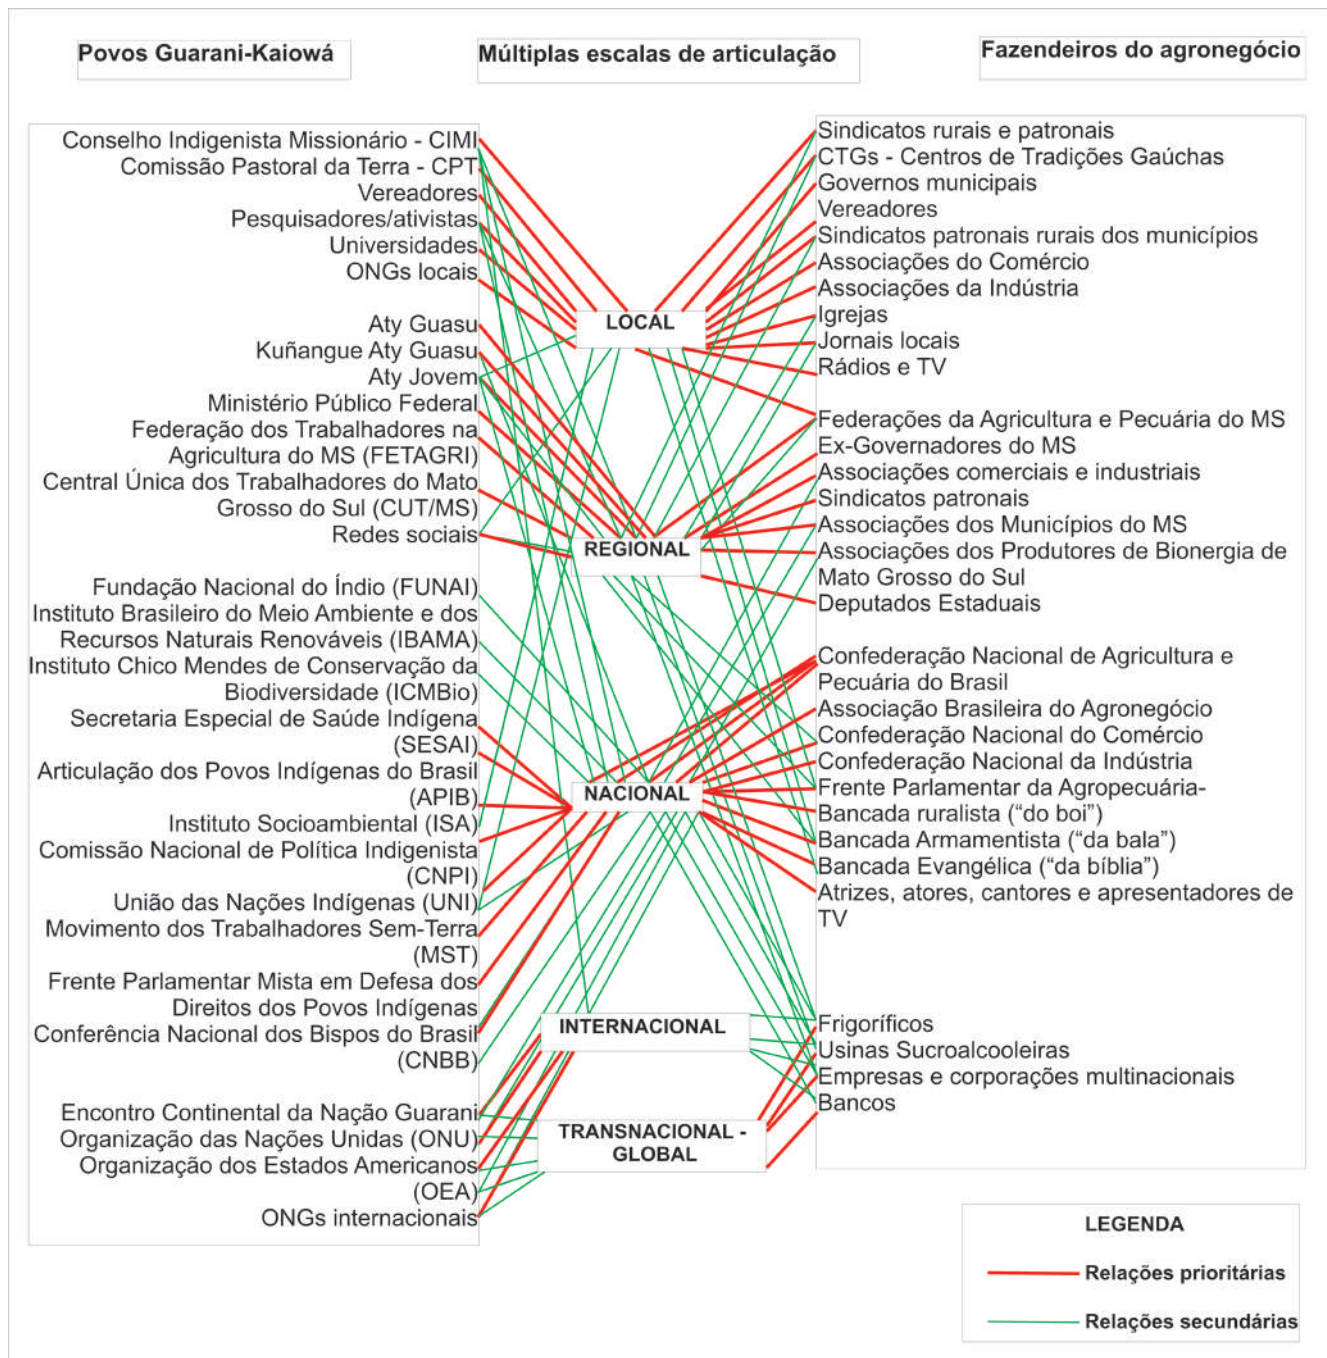 Povos Guarani-Kaiowá
Múltiplas escalas de articulação
Fazendeiros do agronegócio
Conselho Indigenista Missionário - CIMI
Comissão Pastoral da Terra - CPT
Vereadores
Pesquisadores/ativistas
Universidades
ONGs locais
Aty Guasu
Kuñangue Aty Guasu
Aty Jovem
Ministério Público Federal
Federação dos Trabalhadores na
Agricultura do MS (FETAGRI)
Central Única dos Trabalhadores do Mato
Grosso do Sul (CUT/MS)
Redes sociais
Fundação Nacional do Índio (FUNAI)
Instituto Brasileiro do Meio Ambiente e dos
Recursos Naturais Renováveis (IBAMA)
Instituto Chico Mendes de Conservação da
Biodiversidade (ICMBio)
Secretaria Especial de Saúde Indígena
(SESAI)
Articulação dos Povos Indígenas do Brasil
(APIB)
Instituto Socioambiental (ISA)
Comissão Nacional de Política Indigenista
(CNPI)
União das Nações Indígenas (UNI)
Movimento dos Trabalhadores Sem-Terra
(MST)
Frente Parlamentar Mista em Defesa dos
Direitos dos Povos Indígenas
Conferência Nacional dos Bispos do Brasil
(CNBB)
Encontro Continental da Nação Guarani
Organização das Nações Unidas (ONU)
Organização dos Estados Americanos
(OEA)
ONGs internacionais
LOCAL
REGIONAL
NACIONAL
INTERNACIONAL
TRANSNACIONAL -
GLOBAL
Sindicatos rurais e patronais
CTGs - Centros de Tradições Gaúchas
Governos municipais
Vereadores
Sindicatos patronais rurais dos municípios
Associações do Comércio
Associações da Indústria
Igrejas
Jornais locais
Rádios e TV
Federações da Agricultura e Pecuária do MS
Ex-Governadores do MS
Associações comerciais e industriais
Sindicatos patronais
Associações dos Municípios do MS
Associações dos Produtores de Bionergia de
Mato Grosso do Sul
Deputados Estaduais
Confederação Nacional de Agricultura e
Pecuária do Brasil
Associação Brasileira do Agronegócio
Confederação Nacional do Comércio
Confederação Nacional da Indústria
Frente Parlamentar da Agropecuária-
Bancada ruralista (“do boi”)
Bancada Armamentista (“da bala”)
Bancada Evangélica (“da bíblia”)
Atrizes, atores, cantores e apresentadores de
TV
Frigoríficos
Usinas Sucroalcooleiras
Empresas e corporações multinacionais
Bancos
LEGENDA
Relações prioritárias
Relações secundárias